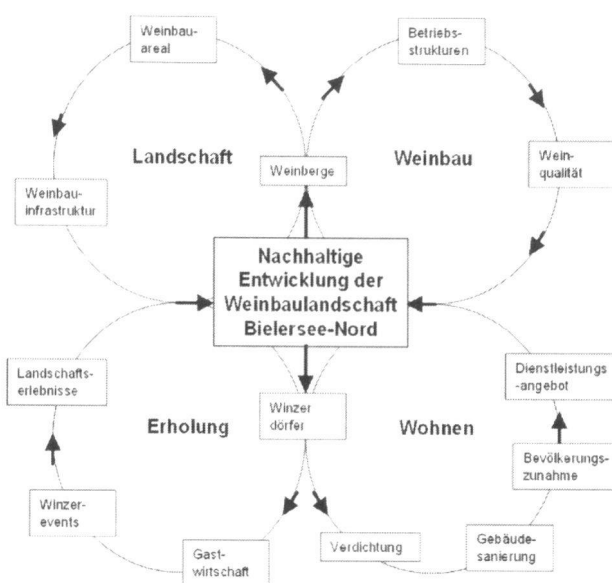 Weinbau-
areal
Betriebs-
strukturen
Landschaft
Weinberge
Weinbau
Wein-
qualität
Weinbau-
infrastruktur
Nachhaltige
Entwicklung der
Weinbaulandschaft
Bielersee-Nord
Landschafts-
erlebnisse
Erholung
Winzer
dörfer
Wohnen
Dienstleistungs
-angebot
Bevölkerungs-
zunahme
Winzer-
events
Gast-
wirtschaft
Verdichtung
Gebäude-
sanierung